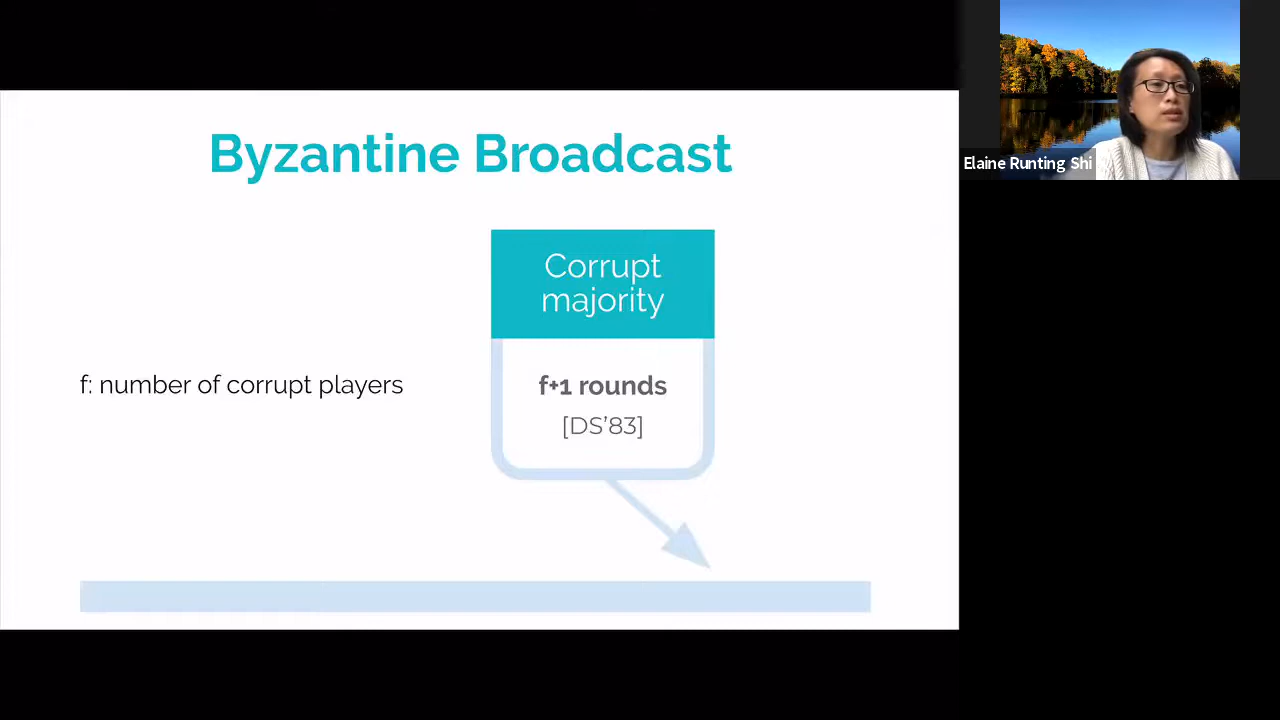 Byzantine Broadcast
Corrupt
majority
f: number of corrupt players
f+1 rounds
[DS'83]
Elaine Runting Shi